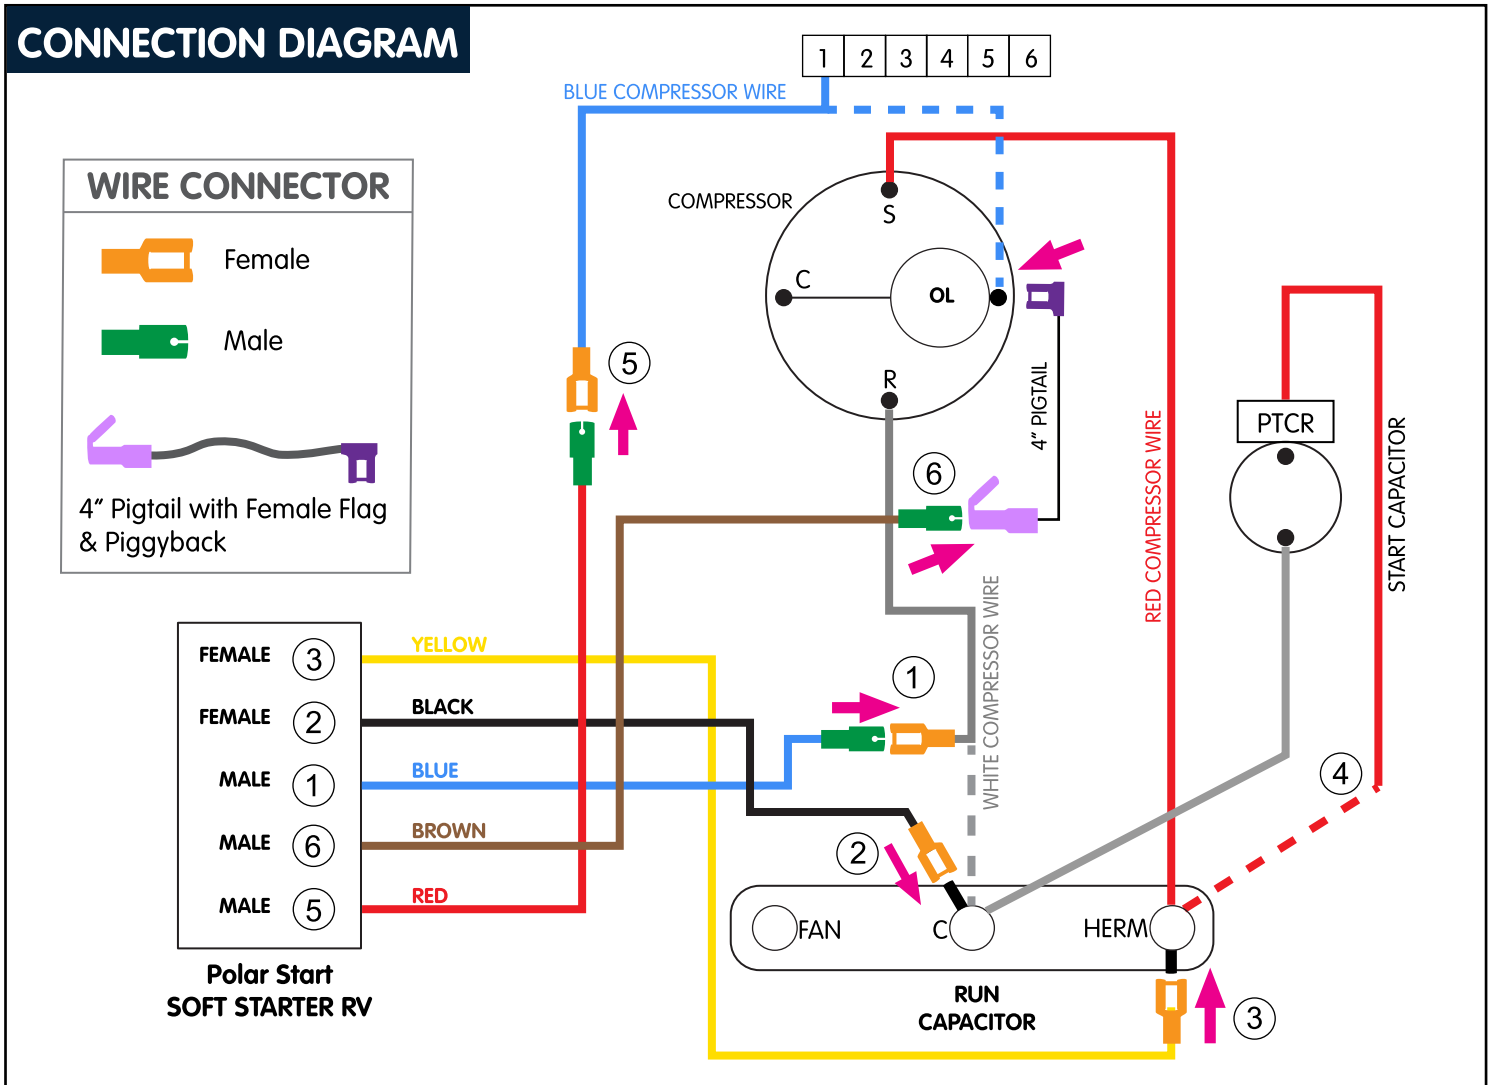 CONNECTION DIAGRAM
1 2 3 4 5 6
BLUE COMPRESSOR WIRE
WIRE CONNECTOR
Female
Male
4” Pigtail with Female Flag
& Piggyback
COMPRESSOR
S
C
OL
R
5
4” PIGTAIL
6
RED COMPRESSOR WIRE
PTCR
START CAPACITOR
WHITE COMPRESSOR WIRE
1
4
2
FEMALE 3 YELLOW
FEMALE 2 BLACK
MALE 1 BLUE
MALE 6 BROWN
MALE 5 RED
Polar Start
SOFT STARTER RV
FAN C HERM
RUN
CAPACITOR
3